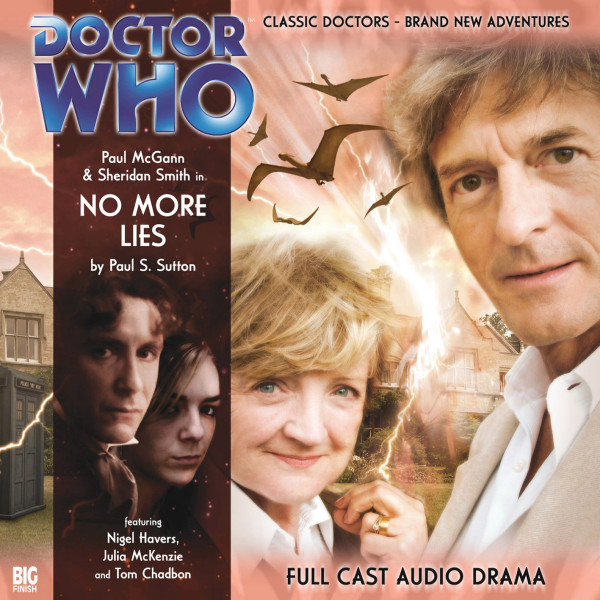 DOCTOR
WHO
™
CLASSIC DOCTORS - BRAND NEW ADVENTURES
Paul McGann
& Sheridan Smith in
NO MORE
LIES
by Paul S. Sutton
featuring
Nigel Havers,
Julia McKenzie
and Tom Chadbon
BIG
FINISH
FULL CAST AUDIO DRAMA